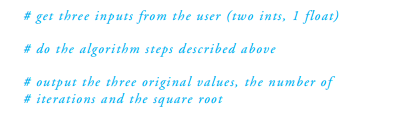 # get three inputs from the user (two ints, 1 float)
# do the algorithm steps described above
# output the three original values, the number of
# iterations and the square root